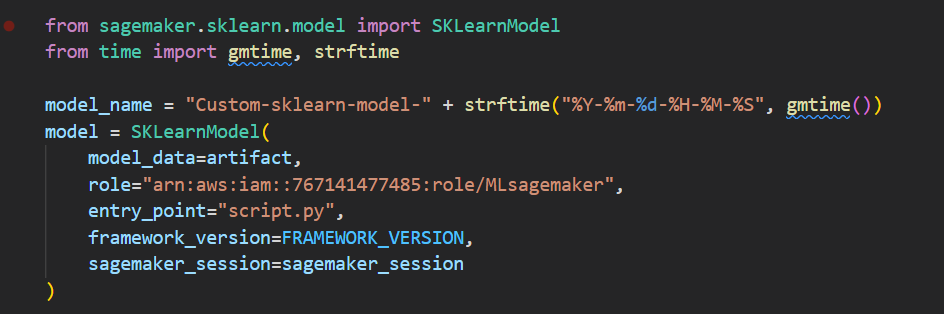 from sagemaker.sklearn.model import SKLearnModel
from time import gmtime, strftime

model_name = "Custom-sklearn-model-" + strftime("%Y-%m-%d-%H-%M-%S", gmtime())
model = SKLearnModel(
    model_data=artifact,
    role="arn:aws:iam::767141477485:role/MLsagemaker",
    entry_point="script.py",
    framework_version=FRAMEWORK_VERSION,
    sagemaker_session=sagemaker_session
)